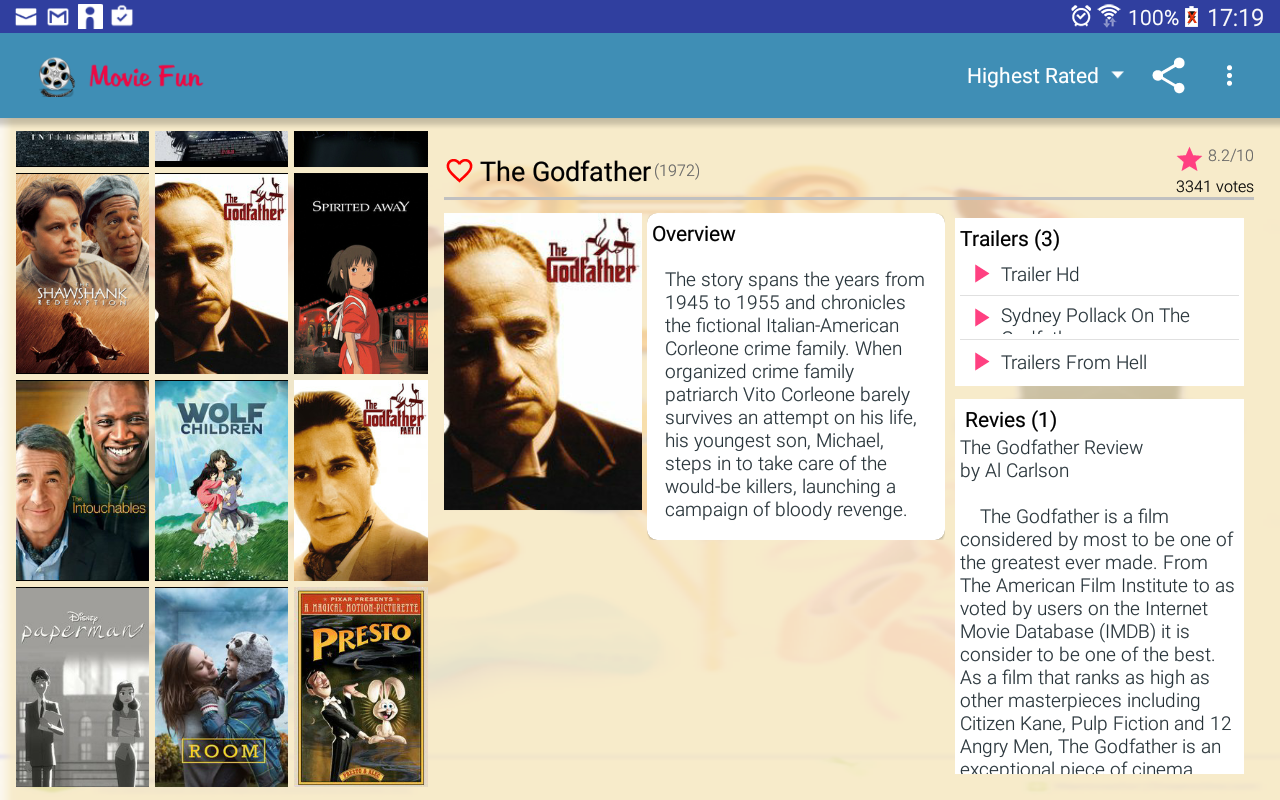 100% 17:19
Movie Fun
Highest Rated
INTERSTELLAR
THE SHAWSHANK REDEMPTION
The Godfather
SPIRITED AWAY
The Intouchables
WOLF CHILDREN
The Godfather PART II
Disney
paperman
ROOM
PIXAR PRESENTS
A MAGICAL MOTION-PICTURETTE
PRESTO
The Godfather (1972)
8.2/10
3341 votes
The
Godfather
Overview
The story spans the years from
1945 to 1955 and chronicles
the fictional Italian-American
Corleone crime family. When
organized crime family
patriarch Vito Corleone barely
survives an attempt on his life,
his youngest son, Michael,
steps in to take care of the
would-be killers, launching a
campaign of bloody revenge.
Trailers (3)
Trailer Hd
Sydney Pollack On The
Trailers From Hell
Revies (1)
The Godfather Review
by Al Carlson
The Godfather is a film
considered by most to be one of
the greatest ever made. From
The American Film Institute to as
voted by users on the Internet
Movie Database (IMDB) it is
consider to be one of the best.
As a film that ranks as high as
other masterpieces including
Citizen Kane, Pulp Fiction and 12
Angry Men, The Godfather is an
exceptional piece of cinema